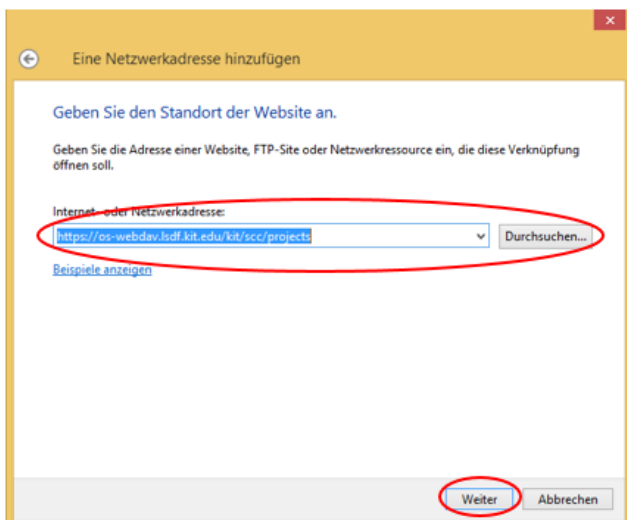 Eine Netzwerkadresse hinzufügen
Geben Sie den Standort der Website an.
Geben Sie die Adresse einer Website, FTP-Site oder Netzwerkressource ein, die diese Verknüpfung
öffnen soll.
Internet- oder Netzwerkadresse:
https://os-webdav.lsdf.kit.edu/kit/scc/projects
Durchsuchen...
Beispiele anzeigen
Weiter
Abbrechen